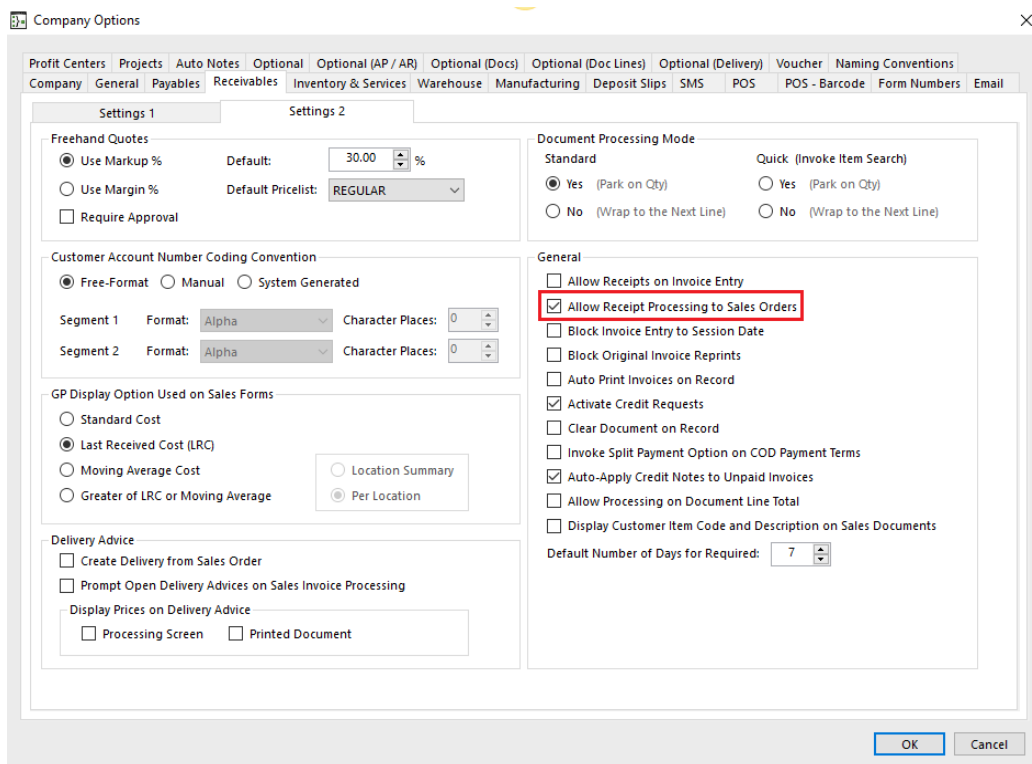 Company Options
Profit Centers Projects Auto Notes Optional Optional (AP / AR) Optional (Docs) Optional (Doc Lines) Optional (Delivery) Voucher Naming Conventions
Company General Payables Receivables Inventory & Services Warehouse Manufacturing Deposit Slips SMS POS POS - Barcode Form Numbers Email
Settings 1 Settings 2
Freehand Quotes
Use Markup % Default: 30.00 %
Use Margin % Default Pricelist: REGULAR
Require Approval
Customer Account Number Coding Convention
Free-Format Manual System Generated
Segment 1 Format: Alpha Character Places: 0
Segment 2 Format: Alpha Character Places: 0
GP Display Option Used on Sales Forms
Standard Cost
Last Received Cost (LRC)
Moving Average Cost
Greater of LRC or Moving Average
Location Summary
Per Location
Delivery Advice
Create Delivery from Sales Order
Prompt Open Delivery Advices on Sales Invoice Processing
Display Prices on Delivery Advice
Processing Screen Printed Document
Document Processing Mode
Standard Quick (Invoke Item Search)
Yes (Park on Qty) Yes (Park on Qty)
No (Wrap to the Next Line) No (Wrap to the Next Line)
General
Allow Receipts on Invoice Entry
Allow Receipt Processing to Sales Orders
Block Invoice Entry to Session Date
Block Original Invoice Reprints
Auto Print Invoices on Record
Activate Credit Requests
Clear Document on Record
Invoke Split Payment Option on COD Payment Terms
Auto-Apply Credit Notes to Unpaid Invoices
Allow Processing on Document Line Total
Display Customer Item Code and Description on Sales Documents
Default Number of Days for Required: 7
OK Cancel